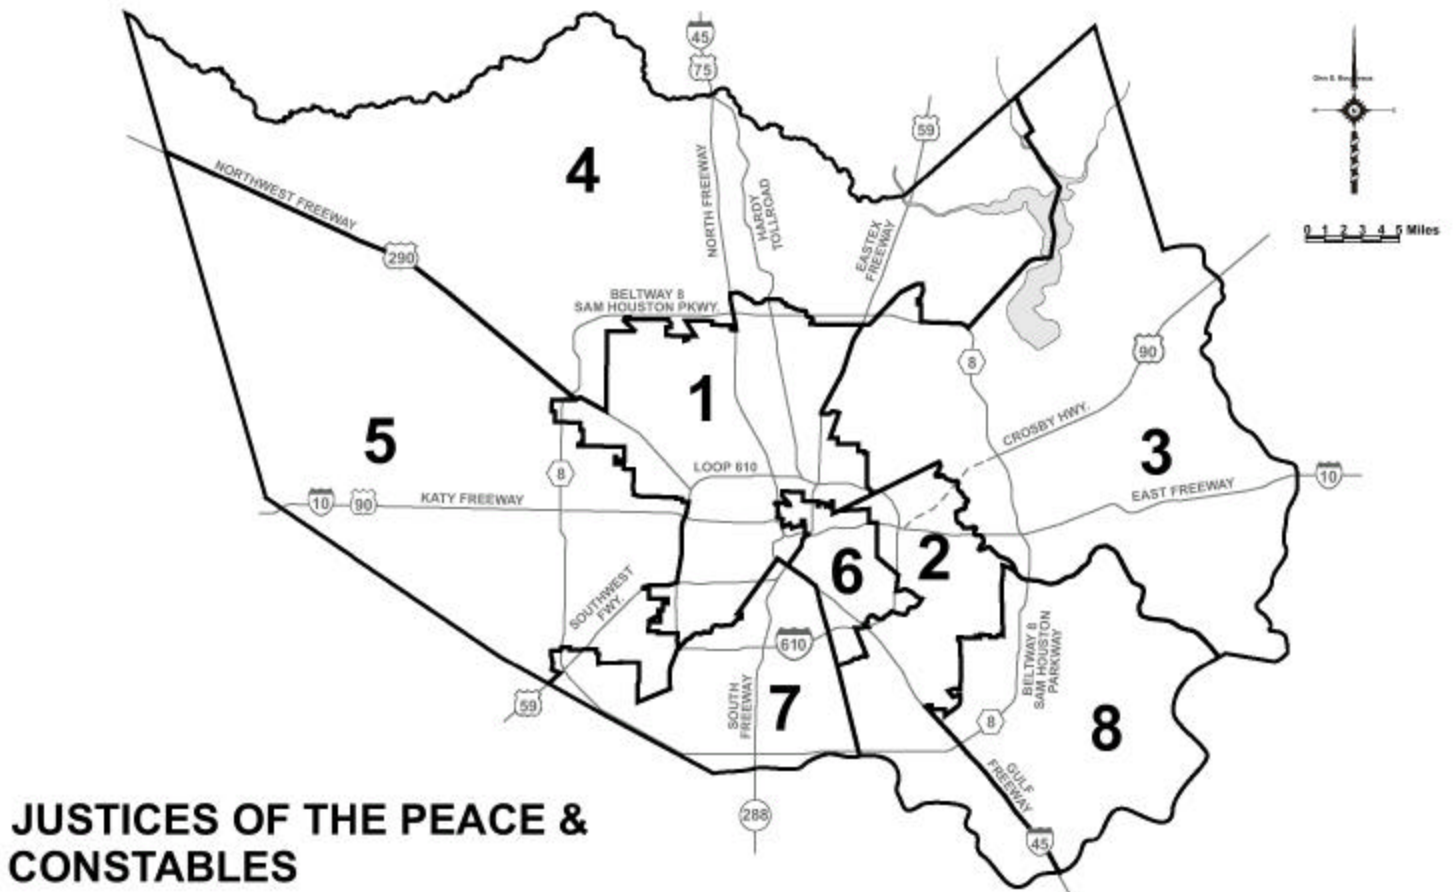 45
75
59
4
NORTHWEST FREEWAY
290
NORTH FREEWAY
HARDY
TOLLROAD
EASTEX
FREEWAY
0 1 2 3 4 5 Miles
BELTWAY 8
SAM HOUSTON PKWY.
8
90
1
CROSBY HWY.
5
3
8
LOOP 610
10
90
KATY FREEWAY
EAST FREEWAY
10
6
2
SOUTHWEST
FWY.
610
BELTWAY 8
SAM HOUSTON
PARKWAY
59
SOUTH
FREEWAY
7
8
8
GULF
FREEWAY
288
45
JUSTICES OF THE PEACE &
CONSTABLES